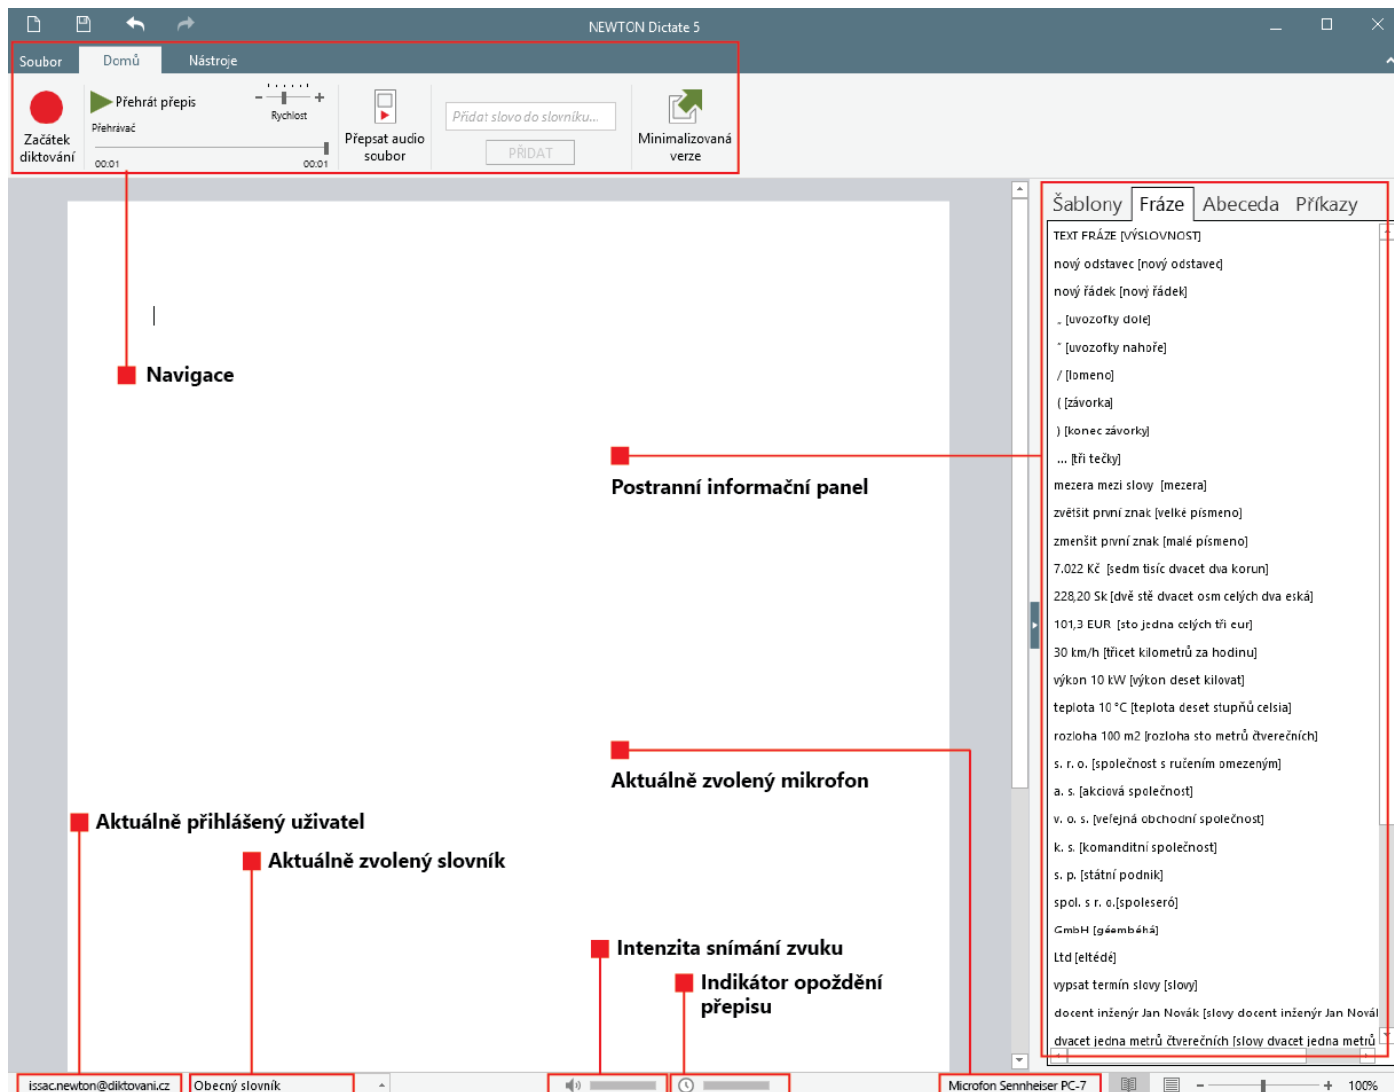 NEWTON Dictate 5
Soubor Domů Nástroje
Přehrát přepis
Rychlost
Přehrávač
Začátek
diktování
00:01 00:01
Přepsat audio
soubor
Přidat slovo do slovníku...
PŘIDAT
Minimalizovaná
verze
Navigace
Postranní informační panel
Aktuálně zvolený mikrofon
Aktuálně přihlášený uživatel
Aktuálně zvolený slovník
Intenzita snímání zvuku
Indikátor opoždění
přepisu
Šablony Fráze Abeceda Příkazy
TEXT FRÁZE [VÝSLOVNOST]
nový odstavec [nový odstavec]
nový řádek [nový řádek]
„ [uvozofky dole]
“ [uvozofky nahoře]
/ [lomeno]
( [závorka]
) [konec závorky]
... [tři tečky]
mezera mezi slovy [mezera]
zvětšit první znak [velké písmeno]
zmenšit první znak [malé písmeno]
7.022 Kč [sedm tisíc dvacet dva korun]
228,20 Sk [dvě stě dvacet osm celých dva eská]
101,3 EUR [sto jedna celých tři eur]
30 km/h [třicet kilometrů za hodinu]
výkon 10 kW [výkon deset kilovat]
teplota 10 °C [teplota deset stupňů celsia]
rozloha 100 m2 [rozloha sto metrů čtverečních]
s. r. o. [společnost s ručením omezeným]
a. s. [akciová společnost]
v. o. s. [veřejná obchodní společnost]
k. s. [komanditní společnost]
s. p. [státní podnik]
spol. s r. o.[spoleseró]
GmbH [géembéhá]
Ltd [eltédé]
vypsat termín slovy [slovy]
docent inženýr Jan Novák [slovy docent inženýr Jan Novák
dvacet jedna metrů čtverečních [slovy dvacet jedna metrů
issac.newton@diktovani.cz Obecný slovník Microfon Sennheiser PC-7 100%